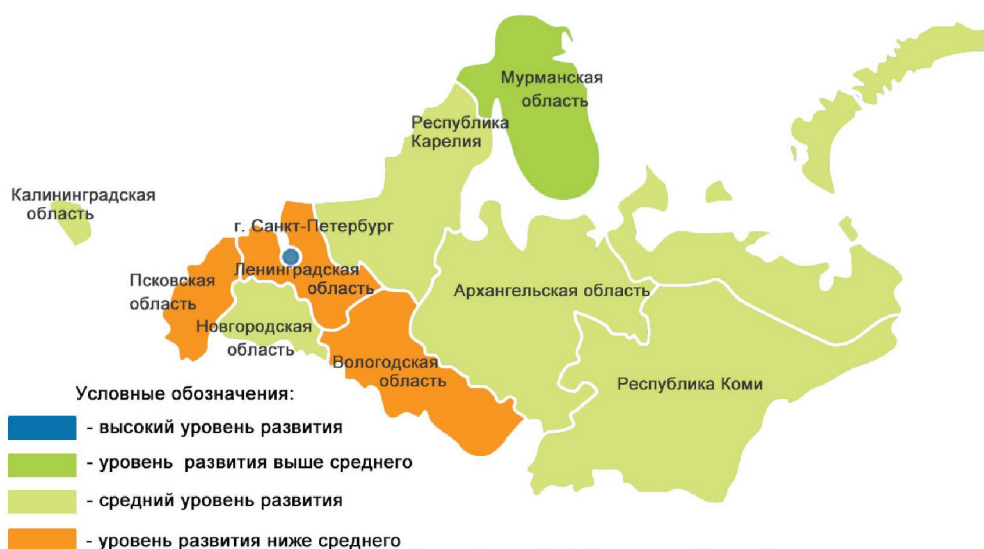 Мурманская
область
Республика
Карелия
Калининградская
область
г. Санкт-Петербург
Ленинградская
область
Псковская
область
Архангельская область
Новгородская
область
Вологодская
область
Республика Коми
Условные обозначения:
- высокий уровень развития
- уровень развития выше среднего
- средний уровень развития
- уровень развития ниже среднего